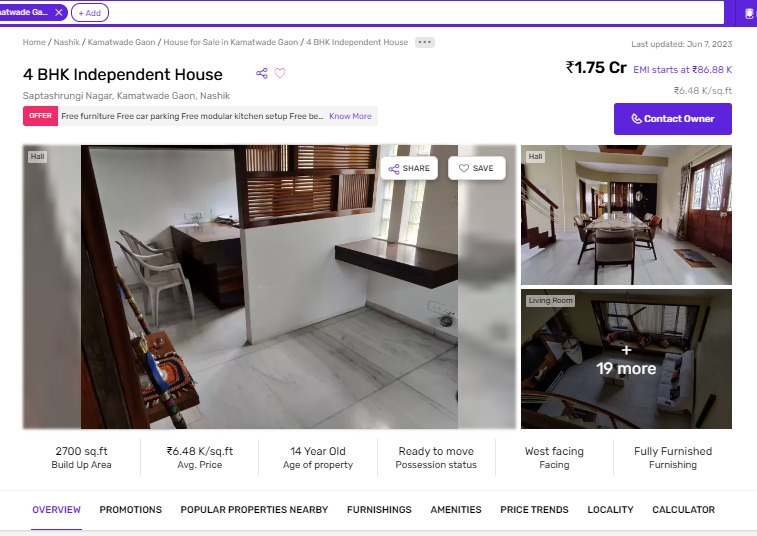 atwade Ga... ✕ + Add
Home / Nashik / Kamatwade Gaon / House for Sale in Kamatwade Gaon / 4 BHK Independent House •••
Last updated: Jun 7, 2023
4 BHK Independent House
₹1.75 Cr EMI starts at ₹86.88 K
Saptashrungi Nagar, Kamatwade Gaon, Nashik
₹6.48 K/sq.ft
OFFER Free furniture Free car parking Free modular kitchen setup Free be... Know More
Contact Owner
Hall
SHARE
SAVE
Hall
Living Room
+
19 more
2700 sq.ft
Build Up Area
₹6.48 K/sq.ft
Avg. Price
14 Year Old
Age of property
Ready to move
Possession status
West facing
Facing
Fully Furnished
Furnishing
OVERVIEW PROMOTIONS POPULAR PROPERTIES NEARBY FURNISHINGS AMENITIES PRICE TRENDS LOCALITY CALCULATOR